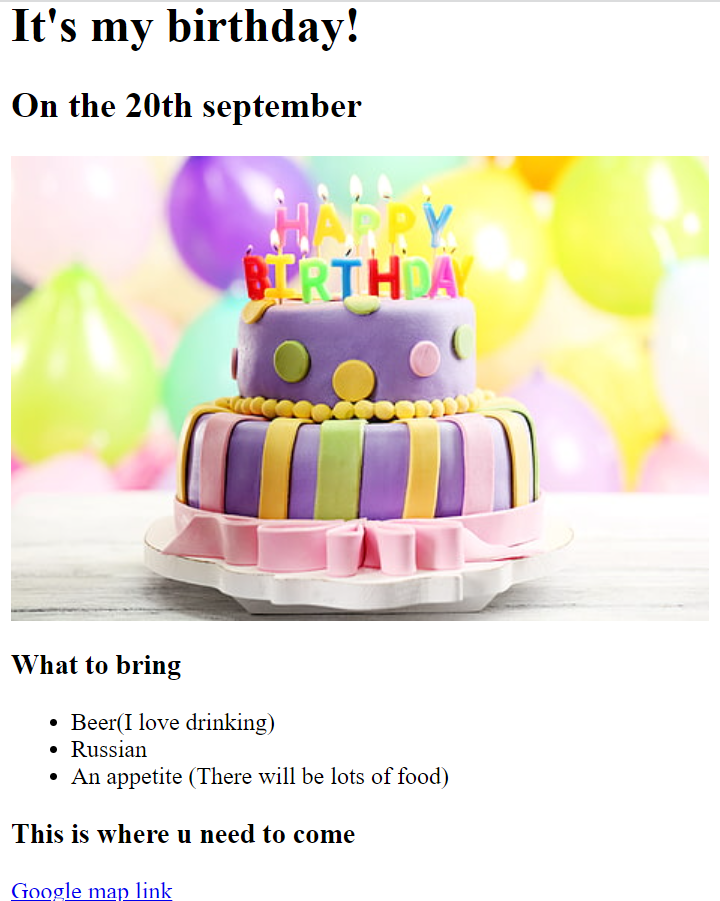 It's my birthday!
On the 20th september
HAPPY
BIRTHDAY
What to bring
Beer(I love drinking)
Russian
An appetite (There will be lots of food)
This is where u need to come
Google map link